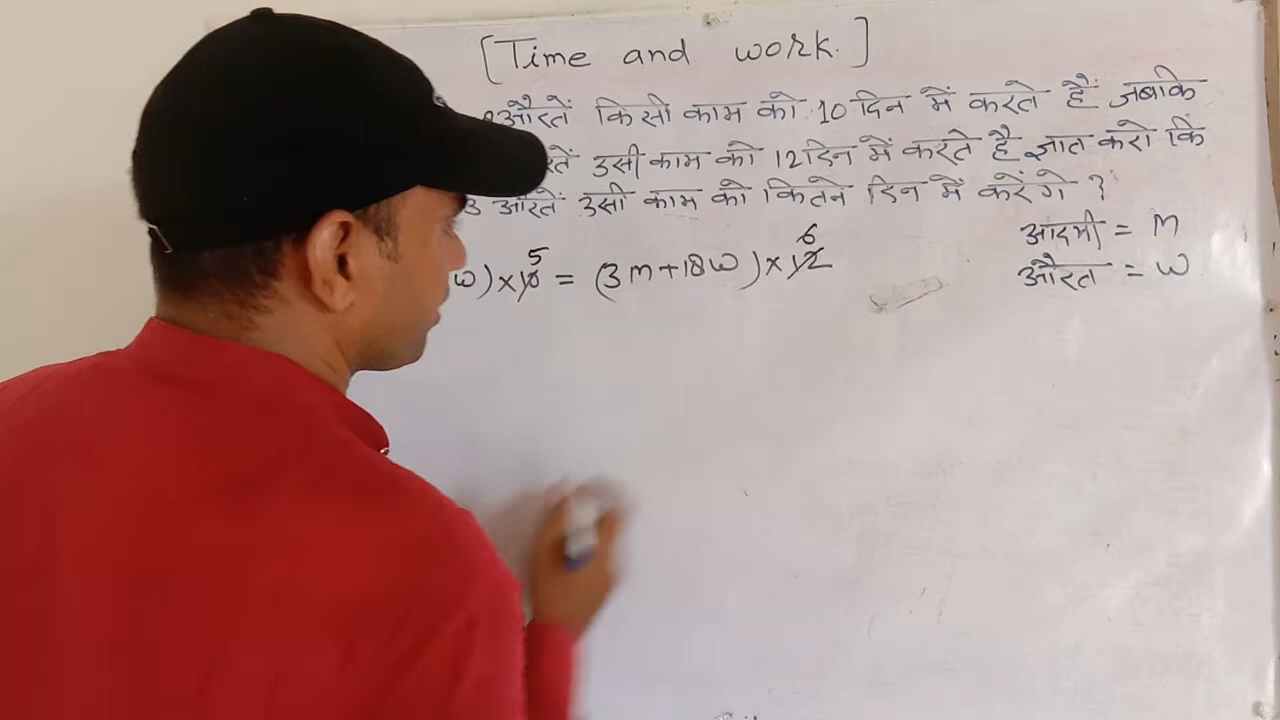 [Time and work.]
औरतें किसी काम को 10 दिन में करते हैं जबकि
उसी काम को 12 दिन में करते है ज्ञात करो कि
3 औरतें उसी काम को कितने दिन में करेंगे ?
आदमी = m
औरत = w
6
5
w) × 10 = (3m+18w) × 12